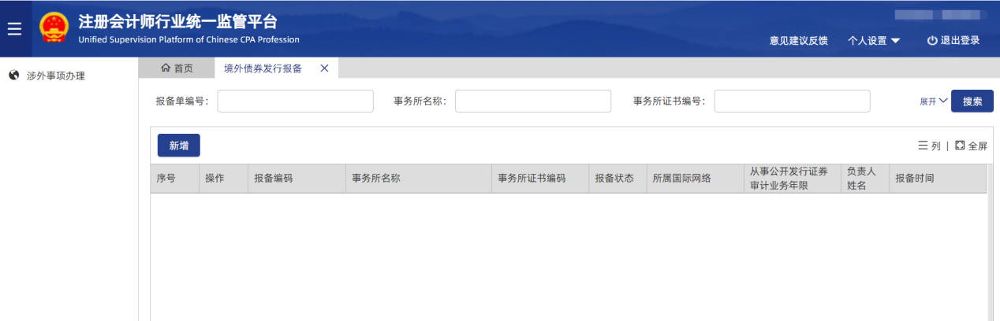 注册会计师行业统一监管平台
Unified Supervision Platform of Chinese CPA Profession
意见建议反馈 个人设置 退出登录
涉外事项办理
首页 境外债券发行报备
报备单编号： 事务所名称： 事务所证书编号： 展开 搜索
新增 列 | 全屏
序号 操作 报备编码 事务所名称 事务所证书编码 报备状态 所属国际网络 从事公开发行证券 负责人 报备时间
审计业务年限 姓名